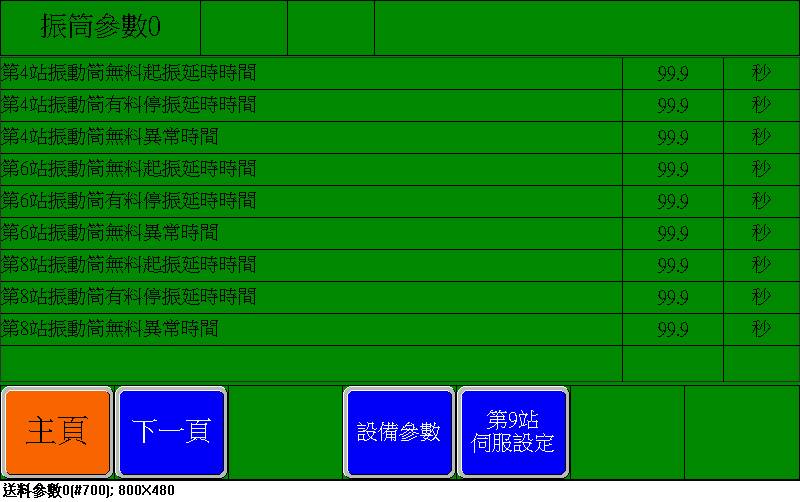 振筒參數0
第4站振動筒無料起振延時時間 99.9 秒
第4站振動筒有料停振延時時間 99.9 秒
第4站振動筒無料異常時間 99.9 秒
第6站振動筒無料起振延時時間 99.9 秒
第6站振動筒有料停振延時時間 99.9 秒
第6站振動筒無料異常時間 99.9 秒
第8站振動筒無料起振延時時間 99.9 秒
第8站振動筒有料停振延時時間 99.9 秒
第8站振動筒無料異常時間 99.9 秒
主頁
下一頁
設備參數
第9站
伺服設定
送料參數0(#700); 800X480